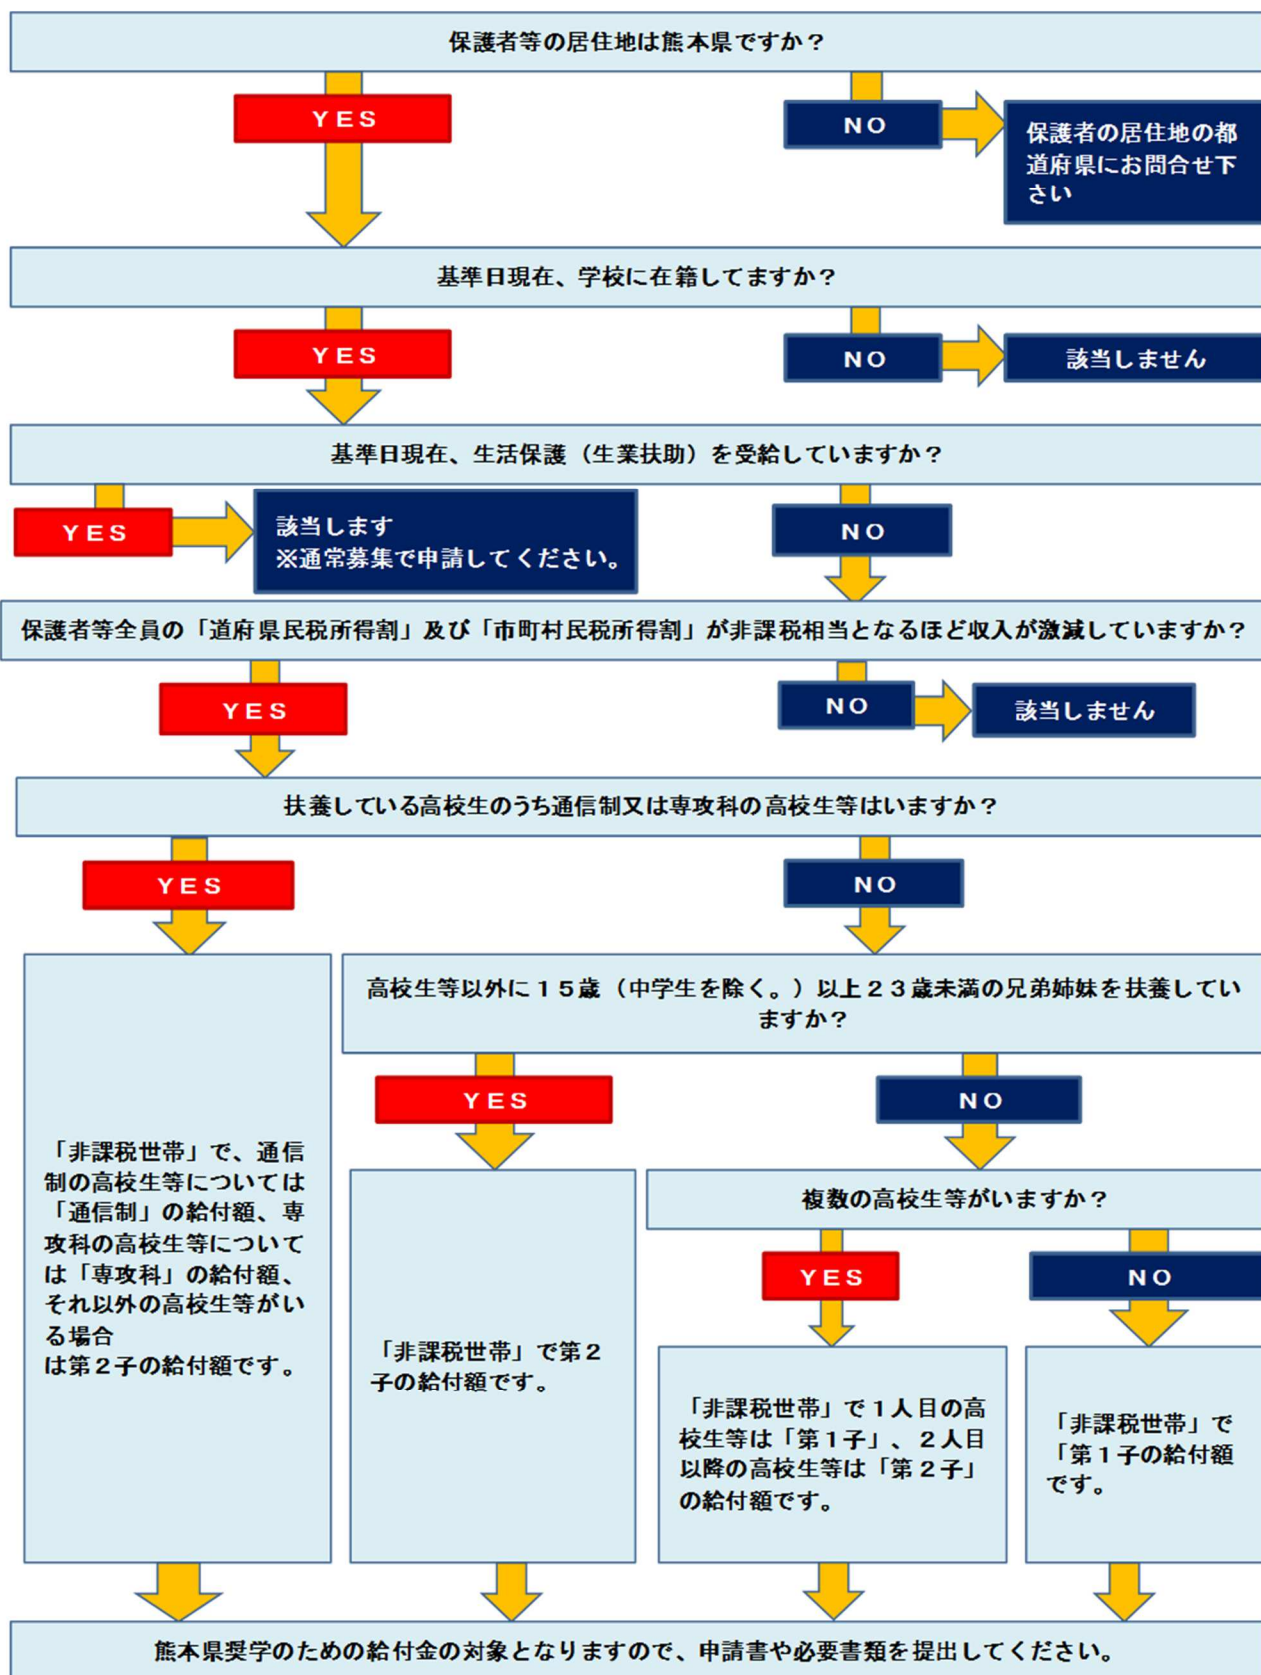 保護者等の居住地は熊本県ですか？
YES
NO
保護者の居住地の都
道府県にお問合せ下
さい
基準日現在、学校に在籍してますか？
YES
NO
該当しません
基準日現在、生活保護（生業扶助）を受給していますか？
YES
該当します
※通常募集で申請してください。
NO
保護者等全員の「道府県民税所得割」及び「市町村民税所得割」が非課税相当となるほど収入が激減していますか？
YES
NO
該当しません
扶養している高校生のうち通信制又は専攻科の高校生等はいますか？
YES
NO
高校生等以外に１５歳（中学生を除く。）以上２３歳未満の兄弟姉妹を扶養してい
ますか？
YES
NO
「非課税世帯」で、通信
制の高校生等については
「通信制」の給付額、専
攻科の高校生等について
は「専攻科」の給付額、
それ以外の高校生等がい
る場合
は第２子の給付額です。
「非課税世帯」で第２
子の給付額です。
複数の高校生等がいますか？
YES
NO
「非課税世帯」で１人目の高
校生等は「第１子」、２人目
以降の高校生等は「第２子」
の給付額です。
「非課税世帯」で
「第１子の給付額
です。
熊本県奨学のための給付金の対象となりますので、申請書や必要書類を提出してください。